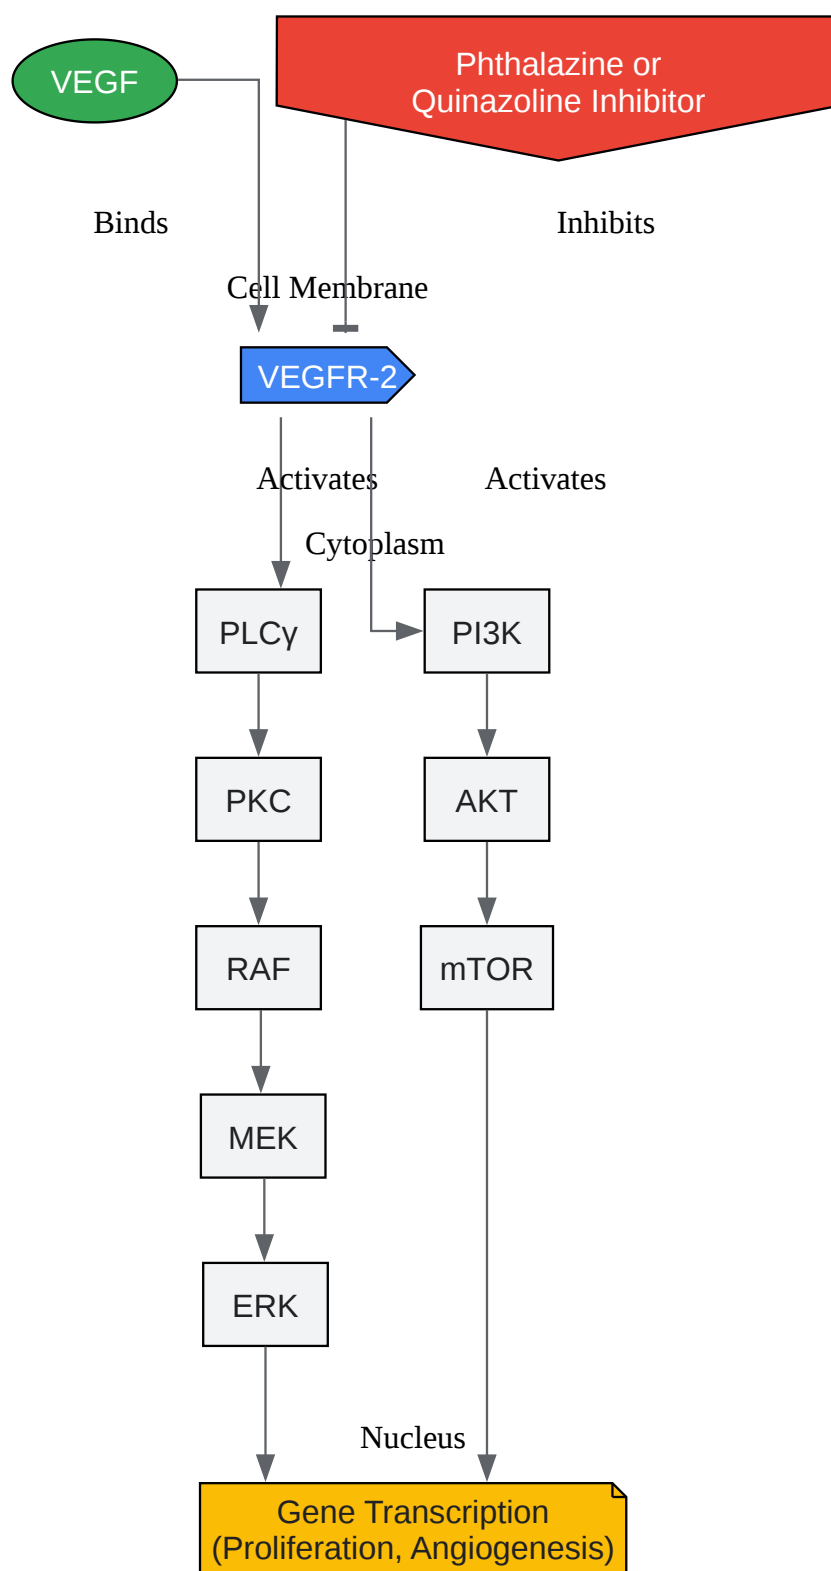 VEGF
Phthalazine or
Quinazoline Inhibitor
Binds
Inhibits
Cell Membrane
VEGFR-2
Activates
Activates
Cytoplasm
PLCγ
PI3K
PKC
AKT
RAF
mTOR
MEK
ERK
Nucleus
Gene Transcription
(Proliferation, Angiogenesis)